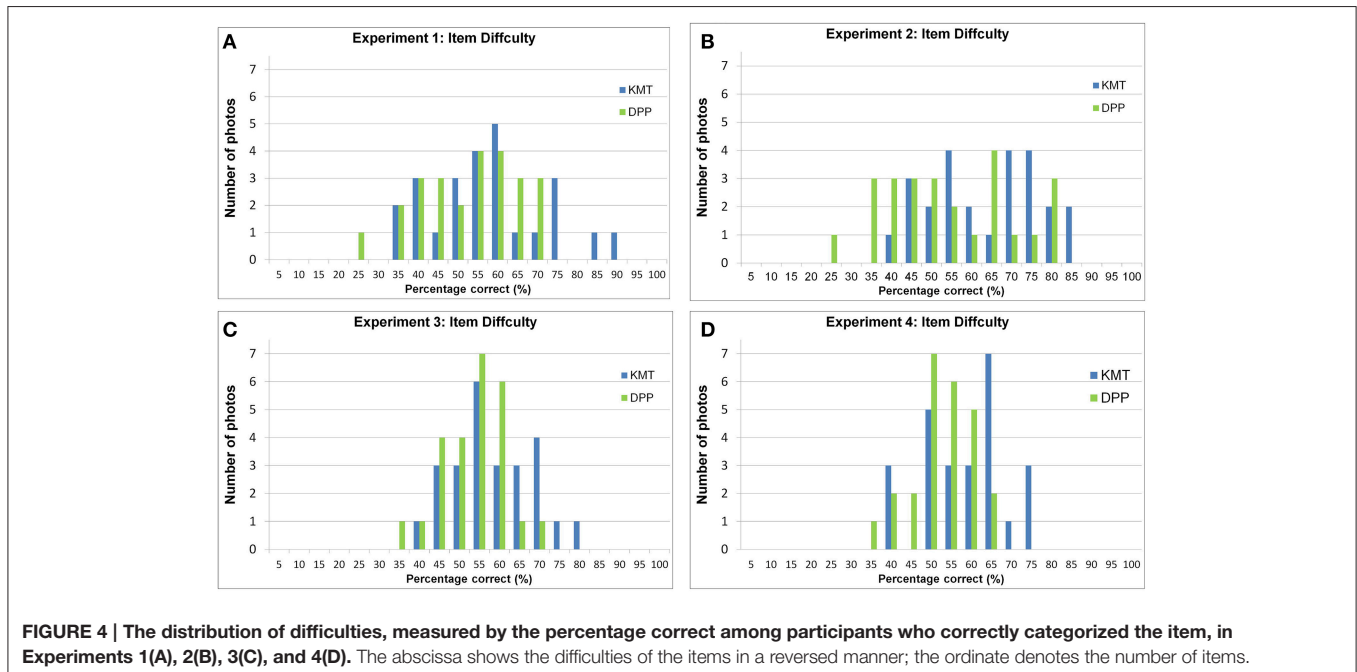 A
Experiment 1: Item Diffculty
7
6
5
4
3
2
1
0
Number of photos
KMT
DPP
5 10 15 20 25 30 35 40 45 50 55 60 65 70 75 80 85 90 95 100
Percentage correct (%)
B
Experiment 2: Item Diffculty
7
6
5
4
3
2
1
0
Number of photos
KMT
DPP
5 10 15 20 25 30 35 40 45 50 55 60 65 70 75 80 85 90 95 100
Percentage correct (%)
C
Experiment 3: Item Diffculty
7
6
5
4
3
2
1
0
Number of photos
KMT
DPP
5 10 15 20 25 30 35 40 45 50 55 60 65 70 75 80 85 90 95 100
Percentage correct (%)
D
Experiment 4: Item Diffculty
7
6
5
4
3
2
1
0
Number of photos
KMT
DPP
5 10 15 20 25 30 35 40 45 50 55 60 65 70 75 80 85 90 95 100
Percentage correct (%)
FIGURE 4 | The distribution of difficulties, measured by the percentage correct among participants who correctly categorized the item, in
Experiments 1(A), 2(B), 3(C), and 4(D). The abscissa shows the difficulties of the items in a reversed manner; the ordinate denotes the number of items.